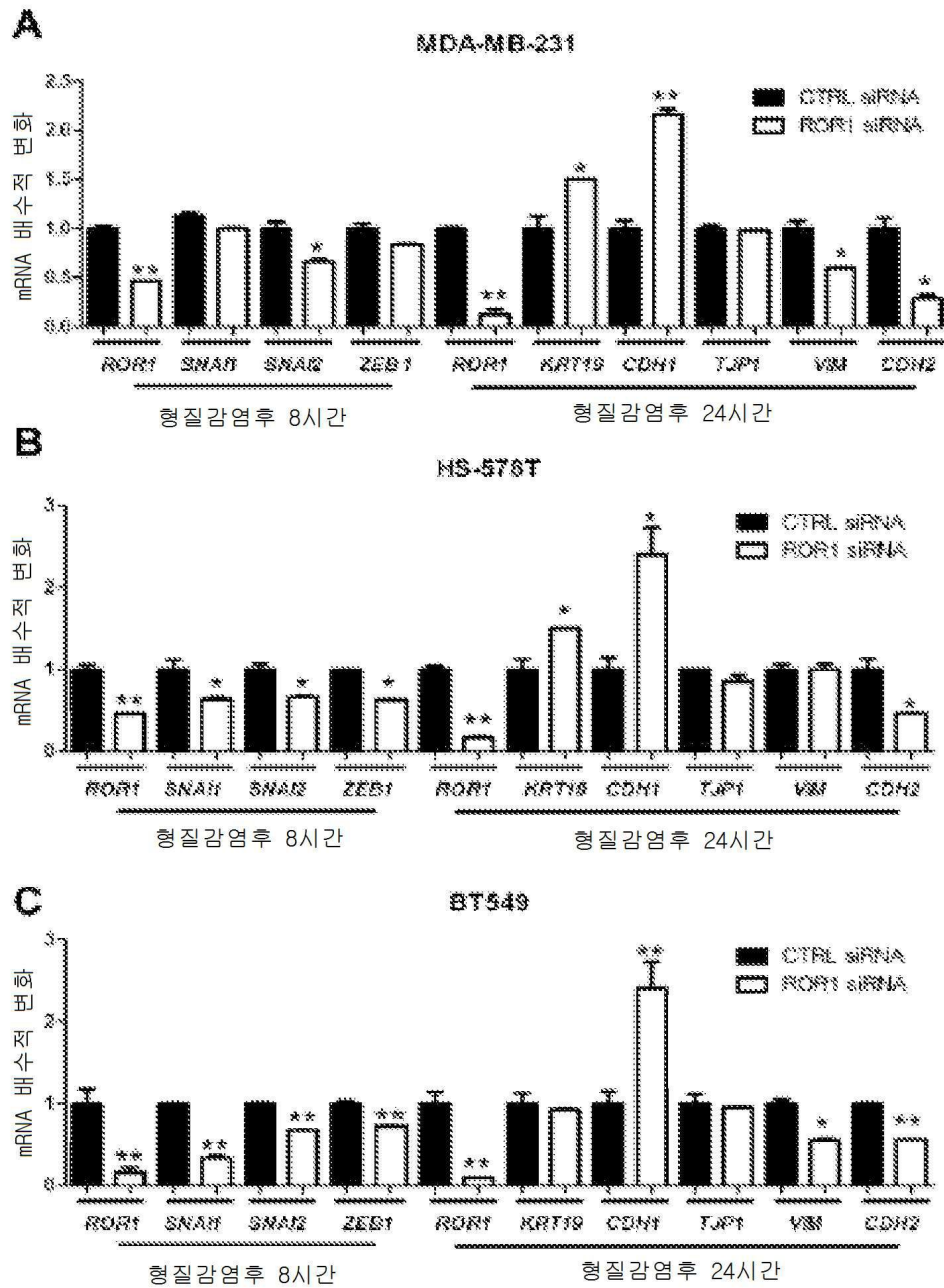 A
MDA-MB-231
mRNA 배수적 변화
2.5
2.0
1.5
1.0
0.5
0.0
CTRL siRNA
ROR1 siRNA
** * ** * ** * * *
ROR1 SNAI1 SNAI2 ZEB1 ROR1 KRT19 CDH1 TJP1 VIM CDH2
형질감염후 8시간 형질감염후 24시간
B
HS-578T
mRNA 배수적 변화
3
2
1
0
CTRL siRNA
ROR1 siRNA
** * * * ** * * *
ROR1 SNAI1 SNAI2 ZEB1 ROR1 KRT19 CDH1 TJP1 VIM CDH2
형질감염후 8시간 형질감염후 24시간
C
BT549
mRNA 배수적 변화
3
2
1
0
CTRL siRNA
ROR1 siRNA
** ** ** ** ** ** * **
ROR1 SNAI1 SNAI2 ZEB1 ROR1 KRT19 CDH1 TJP1 VIM CDH2
형질감염후 8시간 형질감염후 24시간